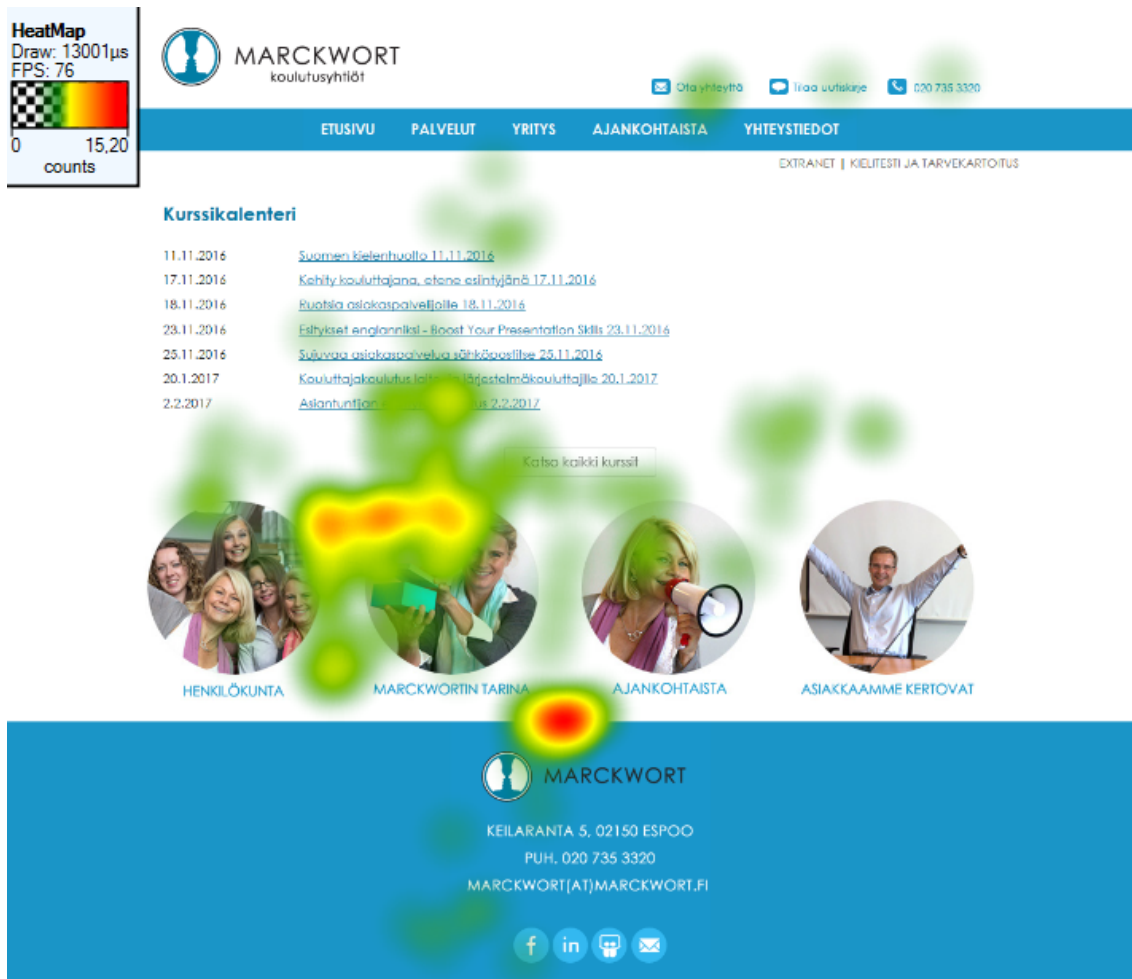 HeatMap
Draw: 13001µs
FPS: 76
0 15,20
counts
MARCKWORT
koulutusyhtiöt
Ota yhteyttä Tilaa uutiskirje 020 735 3320
ETUSIVU PALVELUT YRITYS AJANKOHTAISTA YHTEYSTIEDOT
EXTRANET | KIELITESTI JA TARVEKARTOITUS
Kurssikalenteri
11.11.2016 Suomen kielenhuolto 11.11.2016
17.11.2016 Kehity kouluttajana, etene esiintyjänä 17.11.2016
18.11.2016 Ruotsia asiakaspalvelijoille 18.11.2016
23.11.2016 Esitykset englanniksi - Boost Your Presentation Skills 23.11.2016
25.11.2016 Sujuvaa asiakaspalvelua sähköpostitse 25.11.2016
20.1.2017 Kouluttajakoulutus järjestelmäkouluttajille 20.1.2017
2.2.2017 Asiantuntijan 2.2.2017
Katso kaikki kurssit
HENKILÖKUNTA MARCKWORTIN TARINA AJANKOHTAISTA ASIAKKAAMME KERTOVAT
MARCKWORT
KEILARANTA 5, 02150 ESPOO
PUH. 020 735 3320
MARCKWORT(AT)MARCKWORT.FI
f in